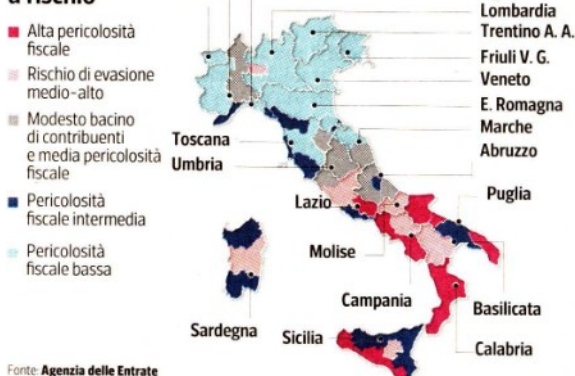 a rischio
Alta pericolosità
fiscale
Rischio di evasione
medio-alto
Modesto bacino
di contribuenti
e media pericolosità
fiscale
Pericolosità
fiscale intermedia
Pericolosità
fiscale bassa
Lombardia
Trentino A. A.
Friuli V. G.
Veneto
E. Romagna
Marche
Abruzzo
Toscana
Umbria
Lazio
Puglia
Molise
Campania
Basilicata
Sardegna
Sicilia
Calabria
Fonte: Agenzia delle Entrate